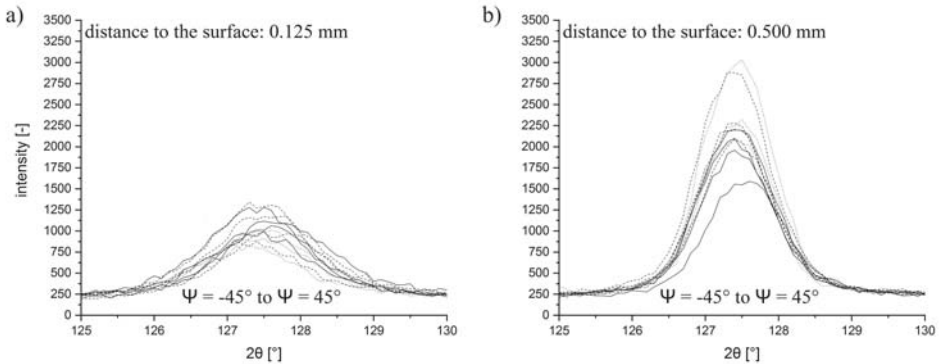 a)
distance to the surface: 0.125 mm
3500
3250
3000
2750
2500
2250
2000
1750
1500
1250
1000
750
500
250
0
intensity [-]
Ψ = -45° to Ψ = 45°
125 126 127 128 129 130
2θ [°]
b)
distance to the surface: 0.500 mm
3500
3250
3000
2750
2500
2250
2000
1750
1500
1250
1000
750
500
250
0
Ψ = -45° to Ψ = 45°
125 126 127 128 129 130
2θ [°]